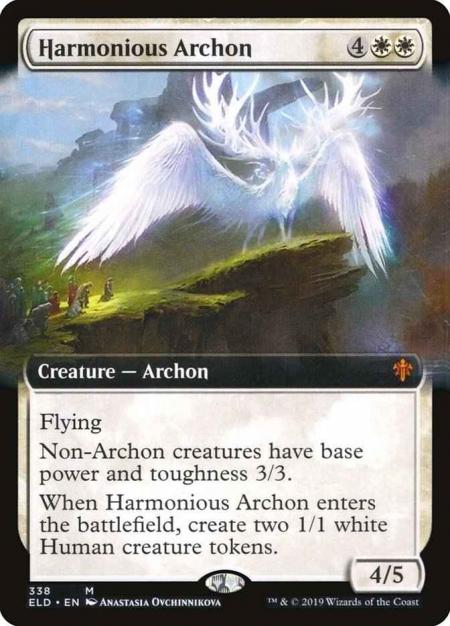 Harmonious Archon 4
Creature — Archon
Flying
Non-Archon creatures have base
power and toughness 3/3.
When Harmonious Archon enters
the battlefield, create two 1/1 white
Human creature tokens.
4/5
338 M
ELD • EN Anastasia Ovchinnikova
™ & © 2019 Wizards of the Coast